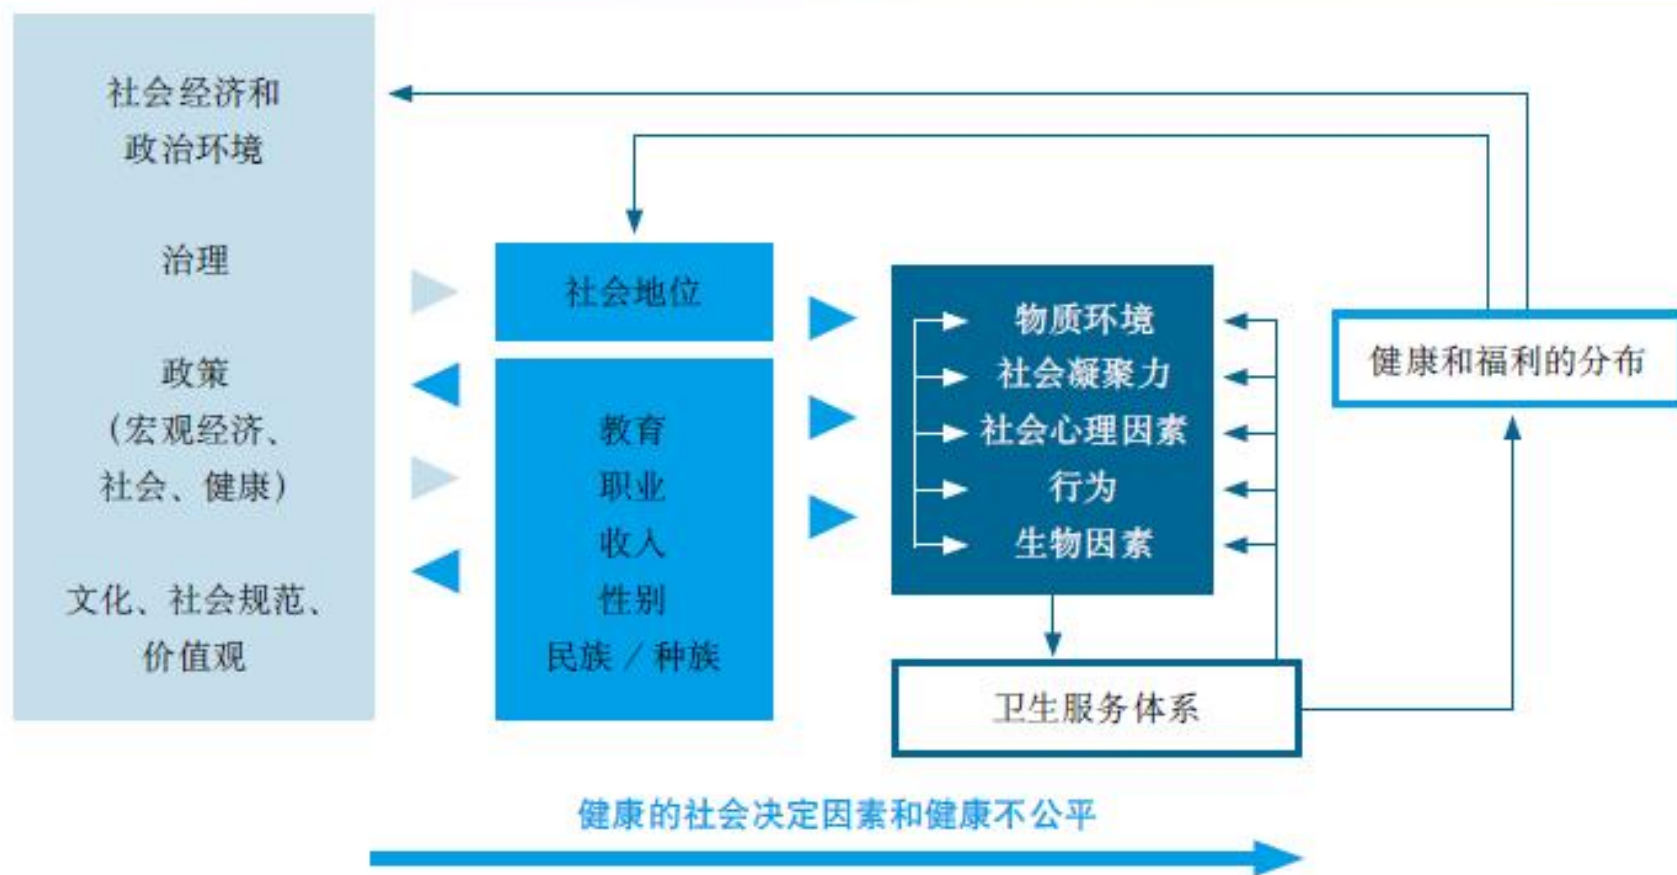 社会经济和
政治环境
治理
政策
（宏观经济、
社会、健康）
文化、社会规范、
价值观
社会地位
教育
职业
收入
性别
民族／种族
物质环境
社会凝聚力
社会心理因素
行为
生物因素
卫生服务体系
健康和福利的分布
健康的社会决定因素和健康不公平